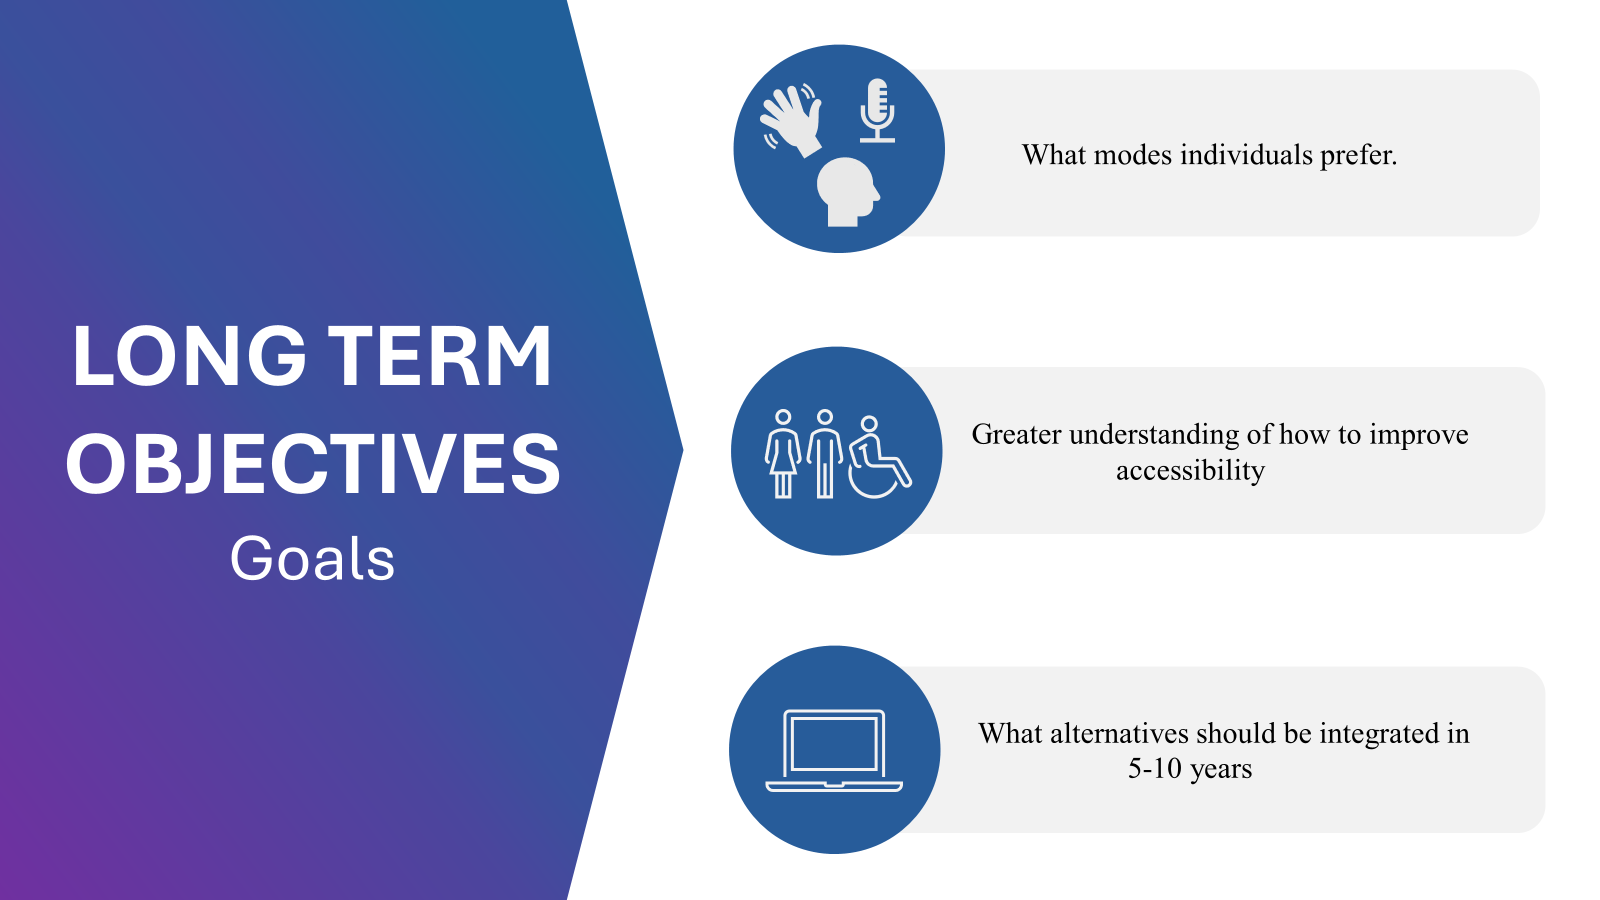 LONG TERM
OBJECTIVES
Goals
What modes individuals prefer.
Greater understanding of how to improve
accessibility
What alternatives should be integrated in
5-10 years